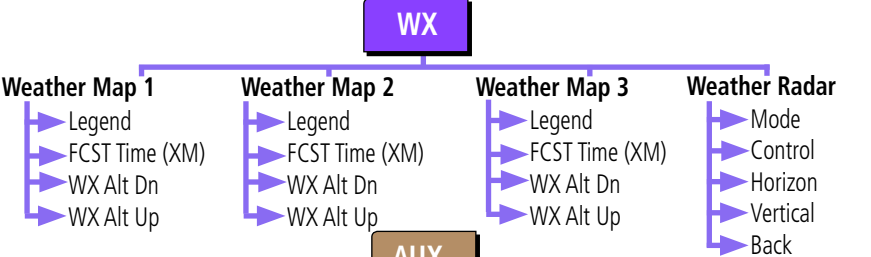 WX
Weather Map 1
Legend
FCST Time (XM)
WX Alt Dn
WX Alt Up
Weather Map 2
Legend
FCST Time (XM)
WX Alt Dn
WX Alt Up
Weather Map 3
Legend
FCST Time (XM)
WX Alt Dn
WX Alt Up
Weather Radar
Mode
Control
Horizon
Vertical
Back
AUX